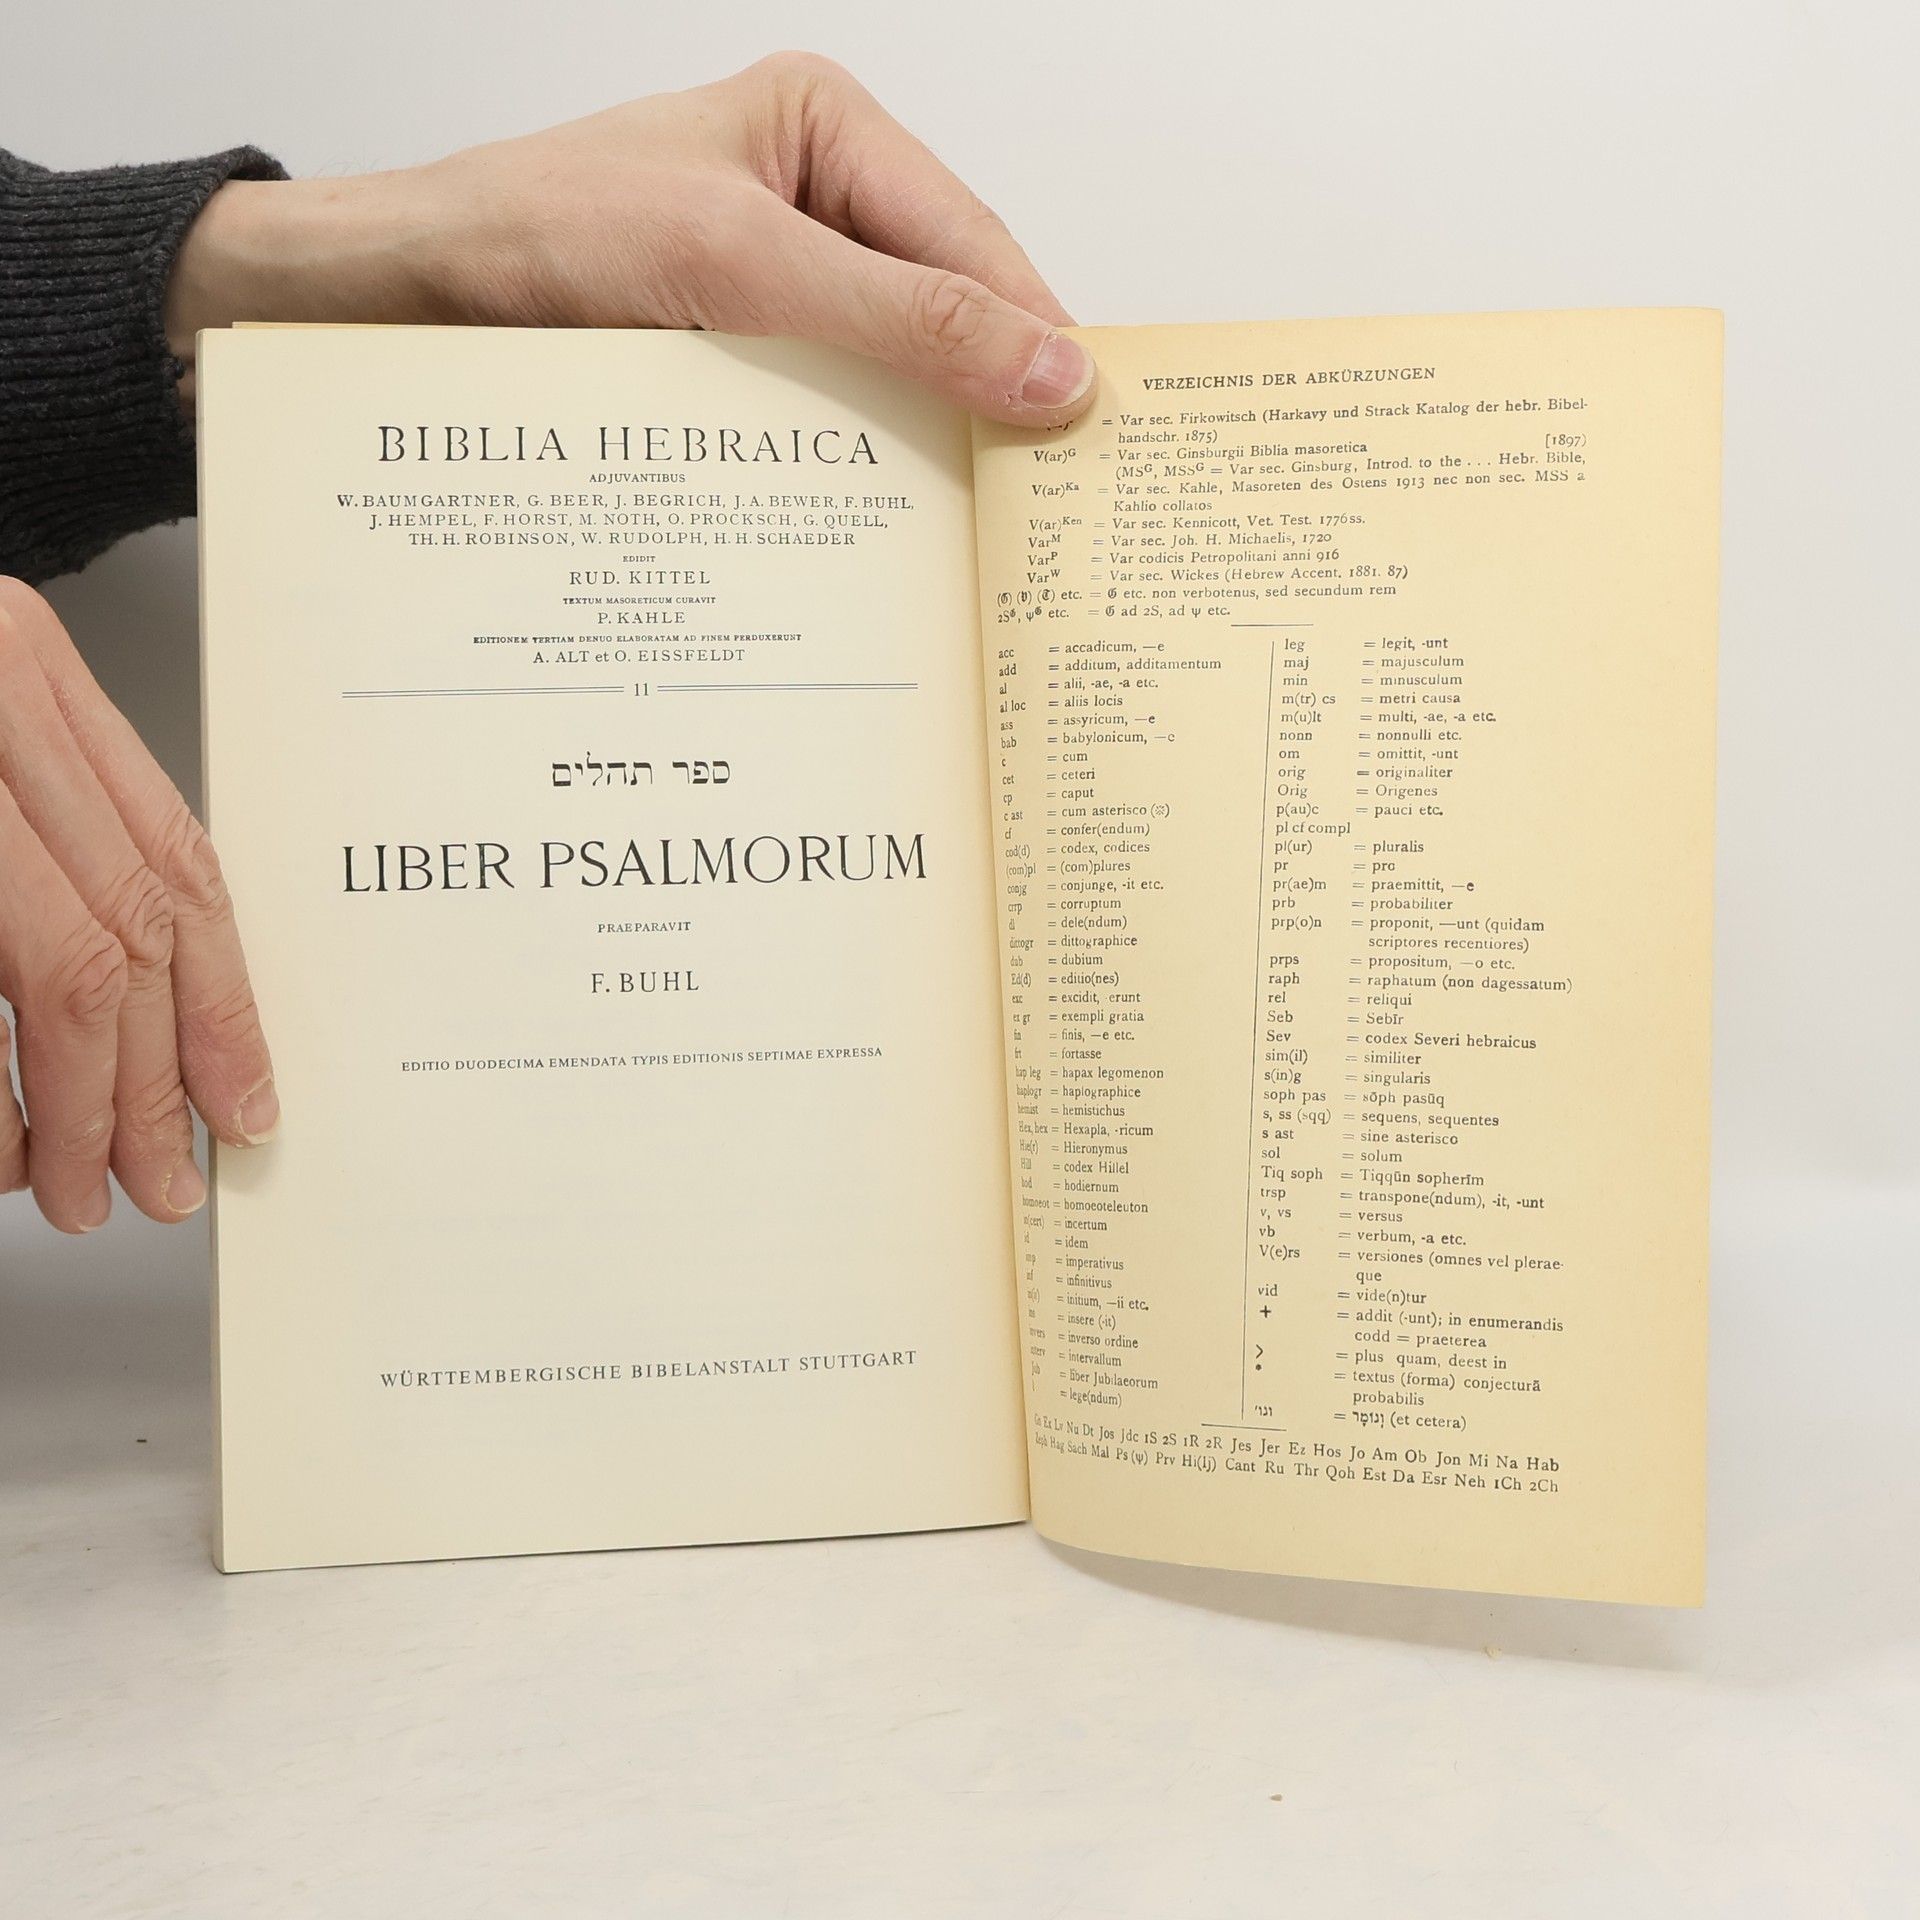 BIBLIA HEBRAICA
ADJUVANTIBUS
W. BAUMGARTNER, G. BEER, J. BEGRICH, J. A. BEWER, F. BUHL,
J. HEMPEL, F. HORST, M. NOTH, O. PROCKSCH, G. QUELL,
TH. H. ROBINSON, W. RUDOLPH, H. H. SCHAEDER
EDIDIT
RUD. KITTEL
TEXTUM MASORETICUM CURAVIT
P. KAHLE
EDITIONEM TERTIAM DENUO ELABORATAM AD FINEM PERDUXERUNT
A. ALT et O. EISSFELDT
11
ספר תהלים
LIBER PSALMORUM
PRAEPARAVIT
F. BUHL
EDITIO DUODECIMA EMENDATA TYPIS EDITIONIS SEPTIMAE EXPRESSA
WÜRTTEMBERGISCHE BIBELANSTALT STUTTGART
VERZEICHNIS DER ABKÜRZUNGEN
= Var sec. Firkowitsch (Harkavy und Strack Katalog der hebr. Bibel-
handschr. 1875)
V(ar)ᴳ = Var sec. Ginsburgii Biblia masoretica [1897)
(MSᴳ, MSSᴳ = Var sec. Ginsburg, Introd. to the . . . Hebr. Bible,
V(ar)ᴷᵃ = Var sec. Kahle, Masoreten des Ostens 1913 nec non sec. MSS a
Kahlio collatos
V(ar)ᴷᵉⁿ = Var sec. Kennicott, Vet. Test. 1776ss.
Varᴹ = Var sec. Joh. H. Michaelis, 1720
Varᴾ = Var codicis Petropolitani anni 916
Varᵂ = Var sec. Wickes (Hebrew Accent. 1881. 87)
(𝔊) (𝔙) (𝔗) etc. = 𝔊 etc. non verbotenus, sed secundum rem
2S𝔊, ψ𝔊 etc. = 𝔊 ad 2S, ad ψ etc.
acc = accadicum, —e
add = additum, additamentum
al = alii, -ae, -a etc.
al loc = aliis locis
ass = assyricum, —e
bab = babylonicum, —e
c = cum
cet = ceteri
cp = caput
c ast = cum asterisco (※)
cf = confer(endum)
cod(d) = codex, codices
(com)pl = (com)plures
conjg = conjunge, -it etc.
crrp = corruptum
dl = dele(ndum)
dittogr = dittographice
dub = dubium
Ed(d) = editio(nes)
exc = excidit, -erunt
ex gr = exempli gratia
fin = finis, —e etc.
frt = fortasse
hap leg = hapax legomenon
haplogr = haplographice
hemist = hemistichus
Hex, hex = Hexapla, -ricum
Hie(r) = Hieronymus
Hill = codex Hillel
hod = hodiernum
homoeot = homoeoteleuton
in(cert) = incertum
id = idem
imp = imperativus
inf = infinitivus
in(it) = initium, —ii etc.
ins = insere (-it)
invers = inverso ordine
interv = intervallum
Jub = liber Jubilaeorum
l = lege(ndum)
leg = legit, -unt
maj = majusculum
min = minusculum
m(tr) cs = metri causa
m(u)lt = multi, -ae, -a etc.
nonn = nonnulli etc.
om = omittit, -unt
orig = originaliter
Orig = Origenes
p(au)c = pauci etc.
pl cf compl
pl(ur) = pluralis
pr = pro
pr(ae)m = praemittit, —e
prb = probabiliter
prp(o)n = proponit, —unt (quidam
scriptores recentiores)
prps = propositum, —o etc.
raph = raphatum (non dagessatum)
rel = reliqui
Seb = Sebīr
Sev = codex Severi hebraicus
sim(il) = similiter
s(in)g = singularis
soph pas = sōph pasūq
s, ss (sqq) = sequens, sequentes
s ast = sine asterisco
sol = solum
Tiq soph = Tiqqūn sopherīm
trsp = transpone(ndum), -it, -unt
v, vs = versus
vb = verbum, -a etc.
V(e)rs = versiones (omnes vel plerae-
que
vid = vide(n)tur
+ = addit (-unt); in enumerandis
codd = praeterea
> = plus quam, deest in
* = textus (forma) conjecturā
probabilis
וגו׳ = וְגוֹמֶר (et cetera)
Gn Ex Lv Nu Dt Jos Jdc 1S 2S 1R 2R Jes Jer Ez Hos Jo Am Ob Jon Mi Na Hab
Zeph Hag Sach Mal Ps (ψ) Prv Hi(Ij) Cant Ru Thr Qoh Est Da Esr Neh 1Ch 2Ch